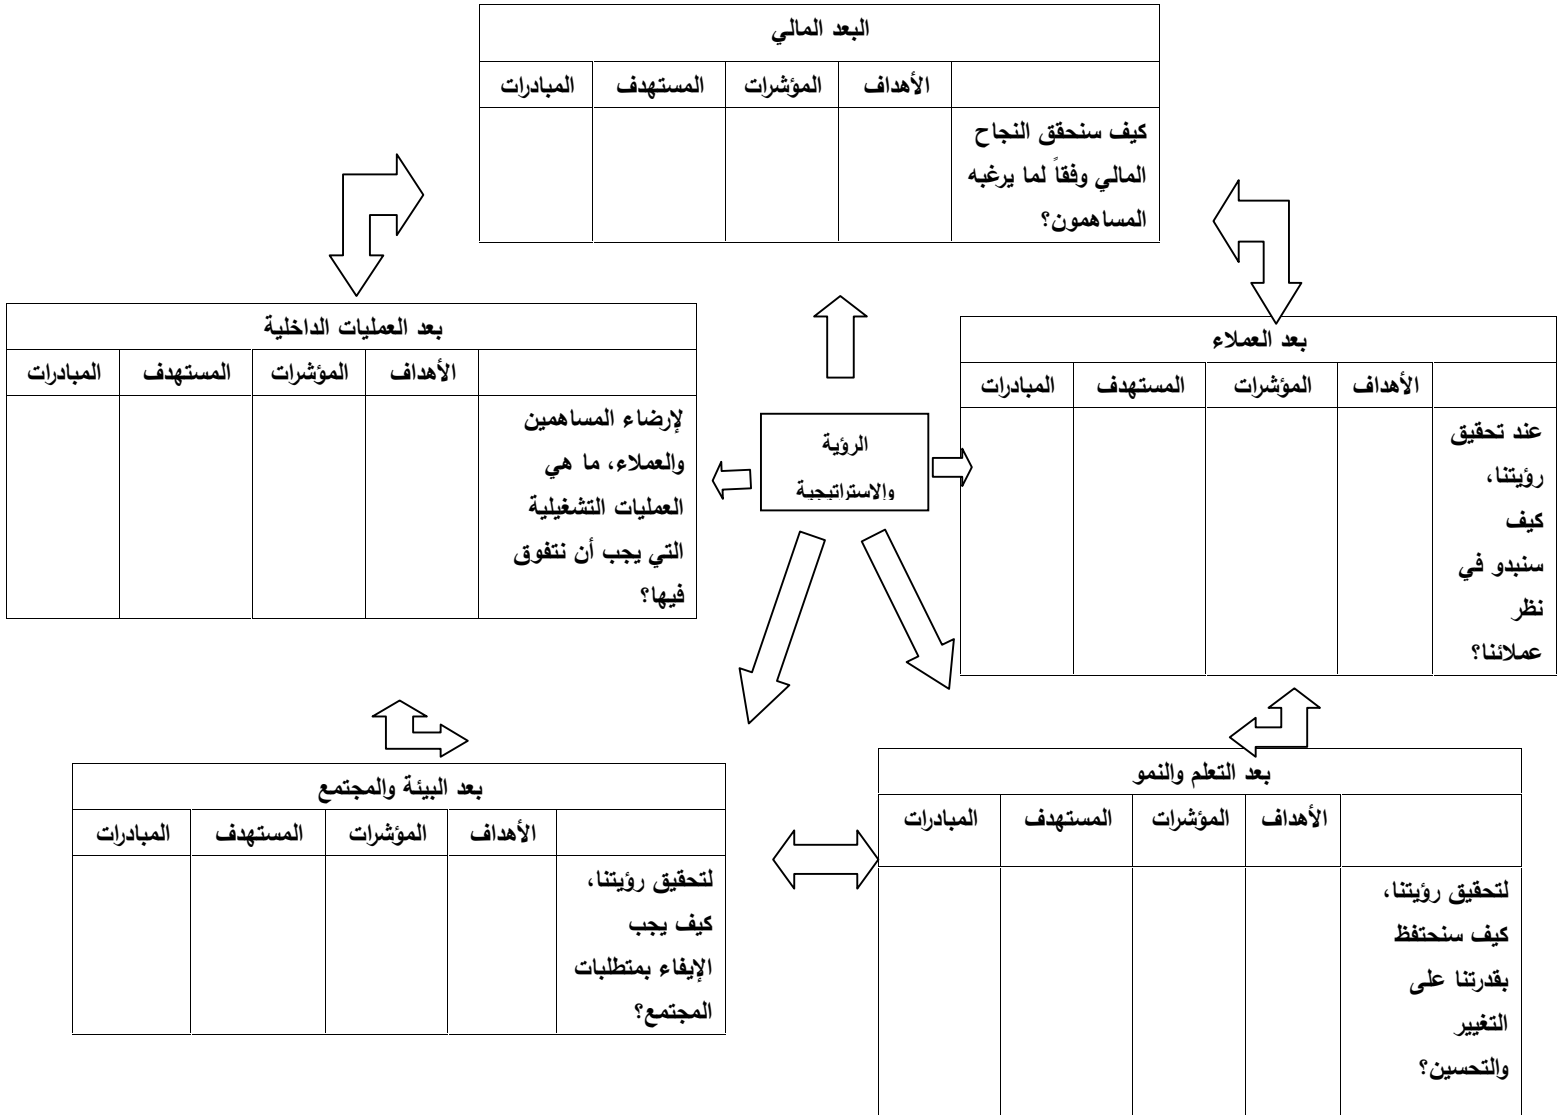 البعد المالي
الأهداف المؤشرات المستهدف المبادرات
كيف سنحقق النجاح
المالي وفقاً لما يرغبه
المساهمون؟
بعد العملاء
الأهداف المؤشرات المستهدف المبادرات
عند تحقيق
رؤيتنا،
كيف
سنبدو في
نظر
عملائنا؟
الرؤية
والاستراتيجية
بعد العمليات الداخلية
الأهداف المؤشرات المستهدف المبادرات
لإرضاء المساهمين
والعملاء، ما هي
العمليات التشغيلية
التي يجب أن نتفوق
فيها؟
بعد التعلم والنمو
الأهداف المؤشرات المستهدف المبادرات
لتحقيق رؤيتنا،
كيف سنحتفظ
بقدرتنا على
التغيير
والتحسين؟
بعد البيئة والمجتمع
الأهداف المؤشرات المستهدف المبادرات
لتحقيق رؤيتنا،
كيف يجب
الإيفاء بمتطلبات
المجتمع؟